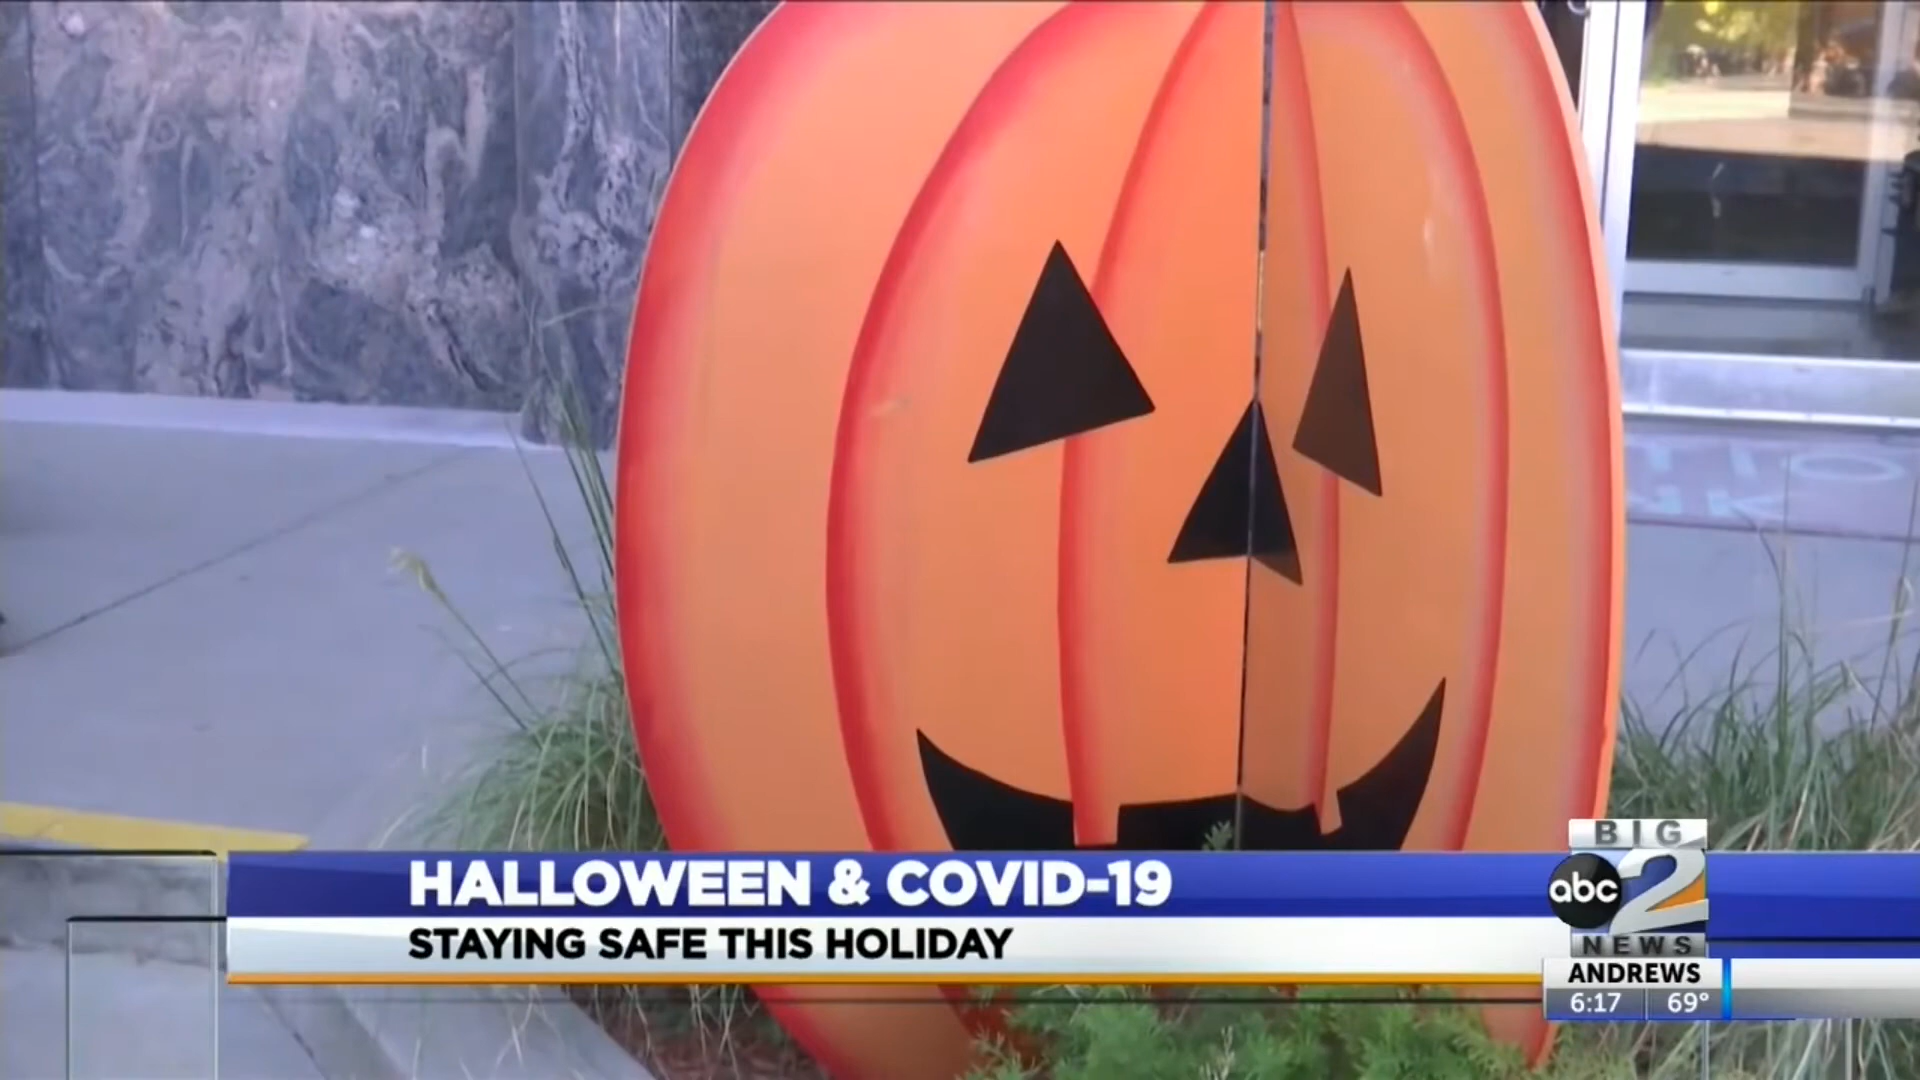 HALLOWEEN & COVID-19
STAYING SAFE THIS HOLIDAY
BIG
abc 2
NEWS
ANDREWS
6:17 69°